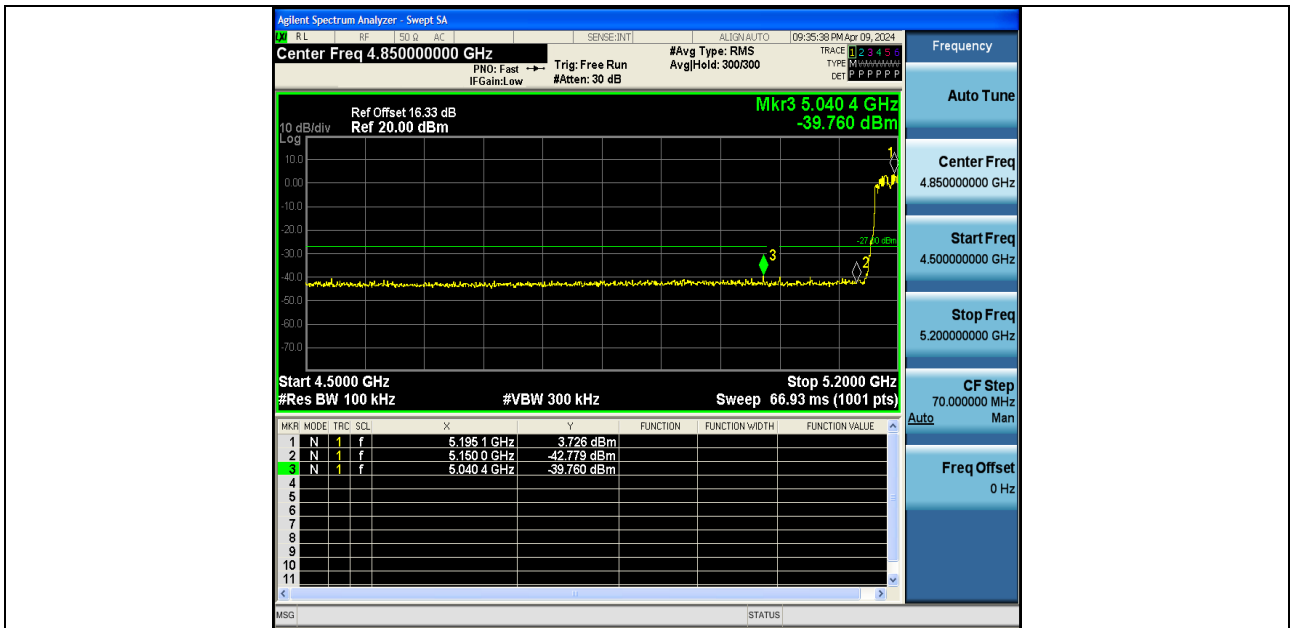 Agilent Spectrum Analyzer - Swept SA
LXI RL RF 50 Ω AC SENSE:INT ALIGNAUTO 09:35:38 PM Apr 09, 2024
Center Freq 4.850000000 GHz
PNO: Fast
IFGain:Low
Trig: Free Run
#Atten: 30 dB
#Avg Type: RMS
Avg|Hold: 300/300
TRACE 1 2 3 4 5 6
TYPE M
DET P P P P P P
Mkr3 5.040 4 GHz
-39.760 dBm
Ref Offset 16.33 dB
10 dB/div Ref 20.00 dBm
Log
10.0
0.00
-10.0
-20.0
-30.0
-40.0
-50.0
-60.0
-70.0
1
2
3
Start 4.5000 GHz Stop 5.2000 GHz
#Res BW 100 kHz #VBW 300 kHz Sweep 66.93 ms (1001 pts)
MKR MODE TRC SCL X Y FUNCTION FUNCTION WIDTH FUNCTION VALUE
1 N 1 f 5.195 1 GHz 3.726 dBm
2 N 1 f 5.150 0 GHz -42.779 dBm
3 N 1 f 5.040 4 GHz -39.760 dBm
4
5
6
7
8
9
10
11
MSG STATUS
Frequency
Auto Tune
Center Freq
4.850000000 GHz
Start Freq
4.500000000 GHz
Stop Freq
5.200000000 GHz
CF Step
70.000000 MHz
Auto Man
Freq Offset
0 Hz